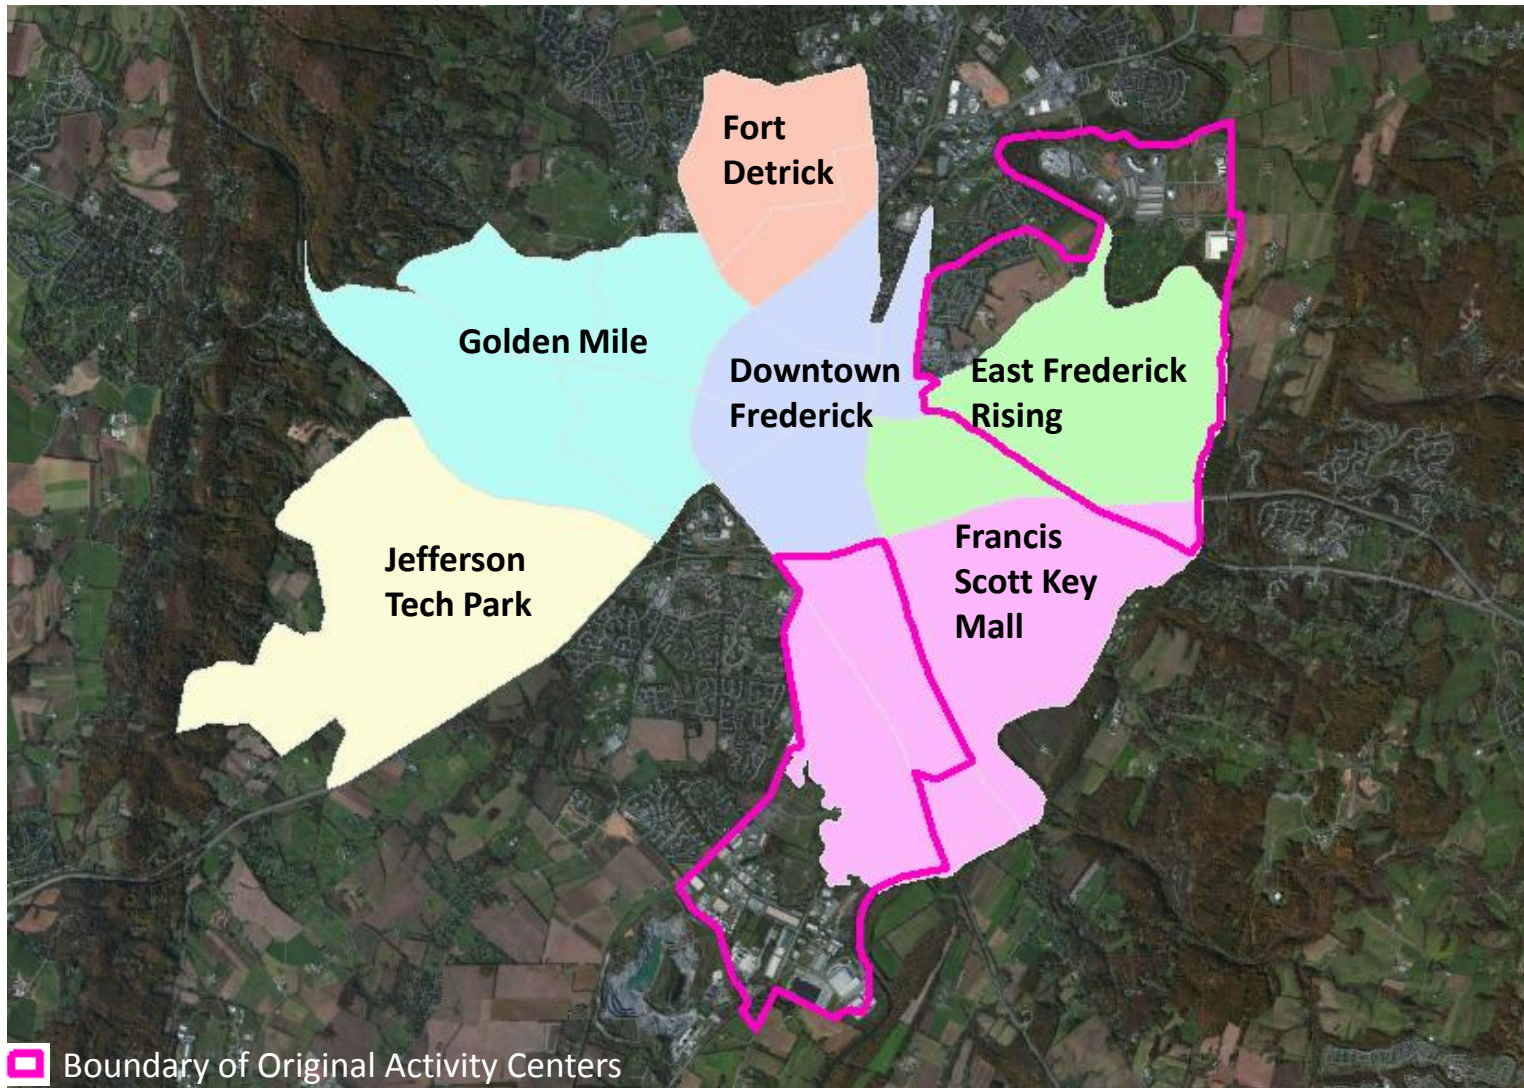 Fort
Detrick
Golden Mile
Downtown
Frederick
East Frederick
Rising
Jefferson
Tech Park
Francis
Scott Key
Mall
Boundary of Original Activity Centers